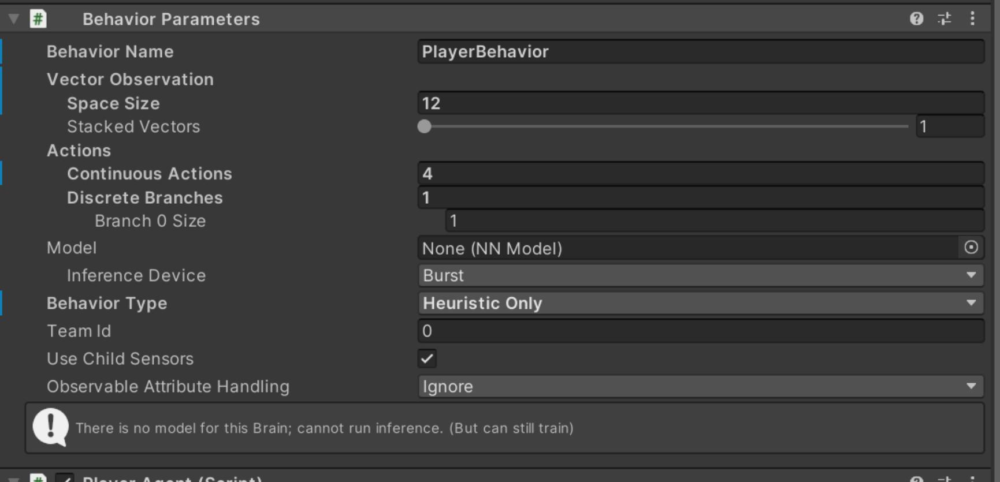 # Behavior Parameters
Behavior Name PlayerBehavior
Vector Observation
Space Size 12
Stacked Vectors 1
Actions
Continuous Actions 4
Discrete Branches 1
Branch 0 Size 1
Model None (NN Model)
Inference Device Burst
Behavior Type Heuristic Only
Team Id 0
Use Child Sensors
Observable Attribute Handling Ignore
There is no model for this Brain; cannot run inference. (But can still train)
# Player Agent (Script)